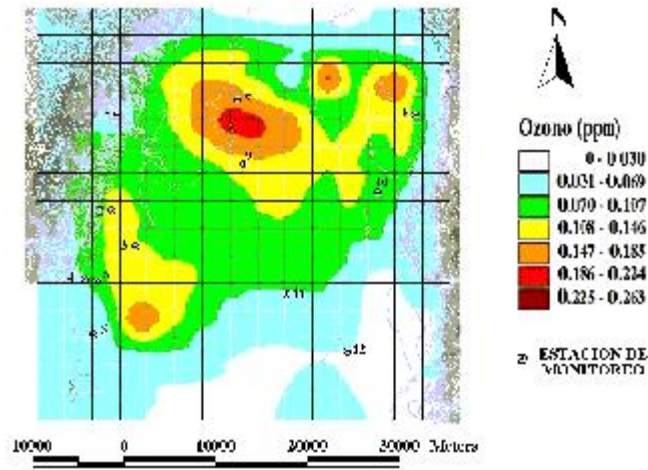 N
Ozono (ppm)
0 - 0.030
0.031 - 0.069
0.070 - 0.107
0.108 - 0.146
0.147 - 0.185
0.186 - 0.224
0.225 - 0.263
ESTACION DE
MONITOREO
11
12
10000 0 10000 20000 30000 Meters